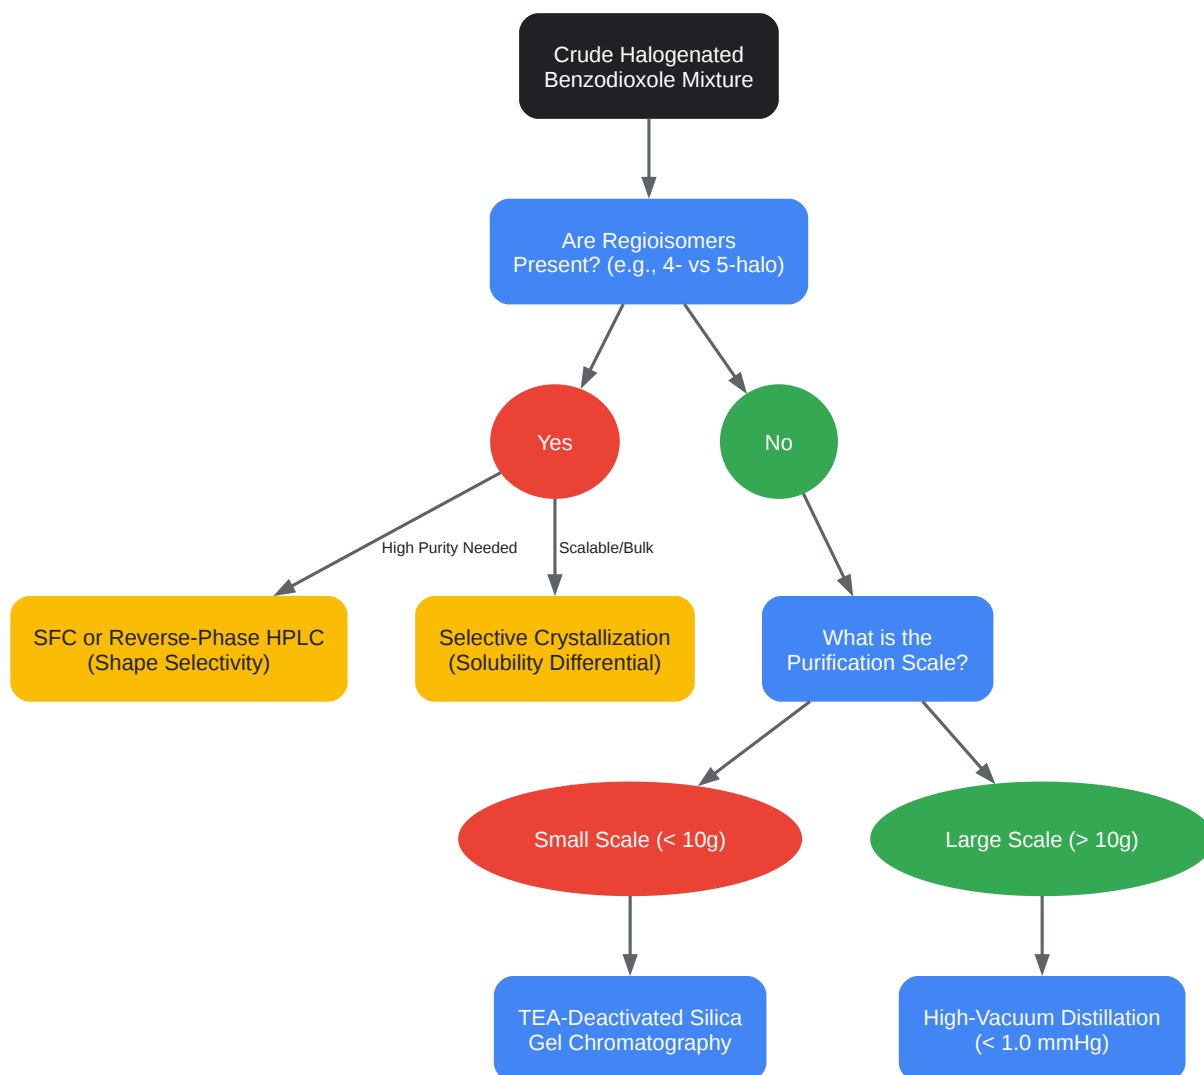 Crude Halogenated
Benzodioxole Mixture
Are Regioisomers
Present? (e.g., 4- vs 5-halo)
Yes
No
High Purity Needed
Scalable/Bulk
SFC or Reverse-Phase HPLC
(Shape Selectivity)
Selective Crystallization
(Solubility Differential)
What is the
Purification Scale?
Small Scale (< 10g)
Large Scale (> 10g)
TEA-Deactivated Silica
Gel Chromatography
High-Vacuum Distillation
(< 1.0 mmHg)